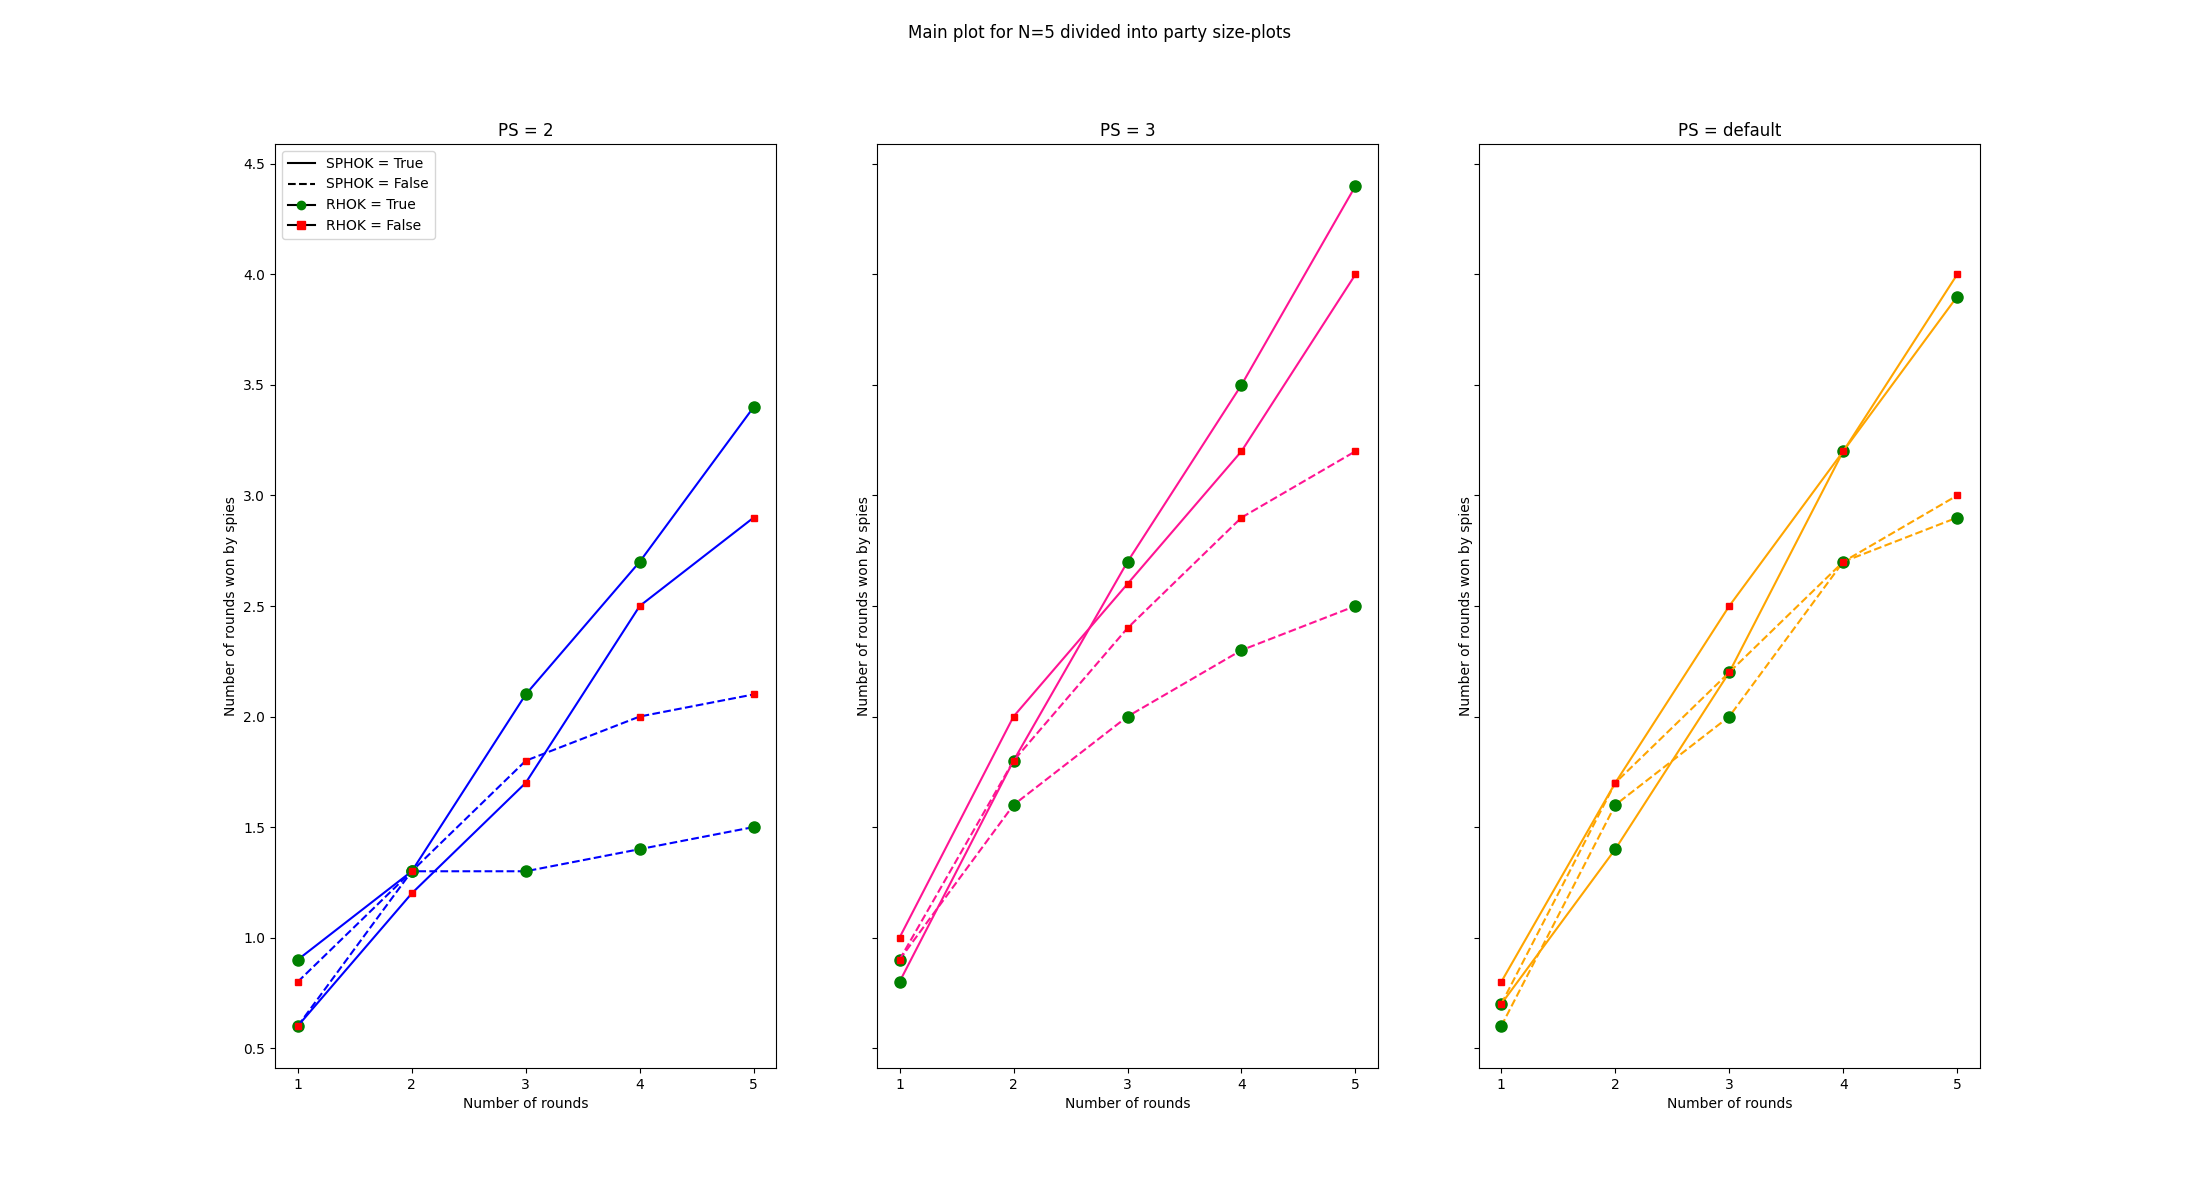 Main plot for N=5 divided into party size-plots
PS = 2
SPHOK = True
SPHOK = False
RHOK = True
RHOK = False
4.5
4.0
3.5
3.0
2.5
2.0
1.5
1.0
0.5
Number of rounds won by spies
1 2 3 4 5
Number of rounds
PS = 3
Number of rounds won by spies
1 2 3 4 5
Number of rounds
PS = default
Number of rounds won by spies
1 2 3 4 5
Number of rounds